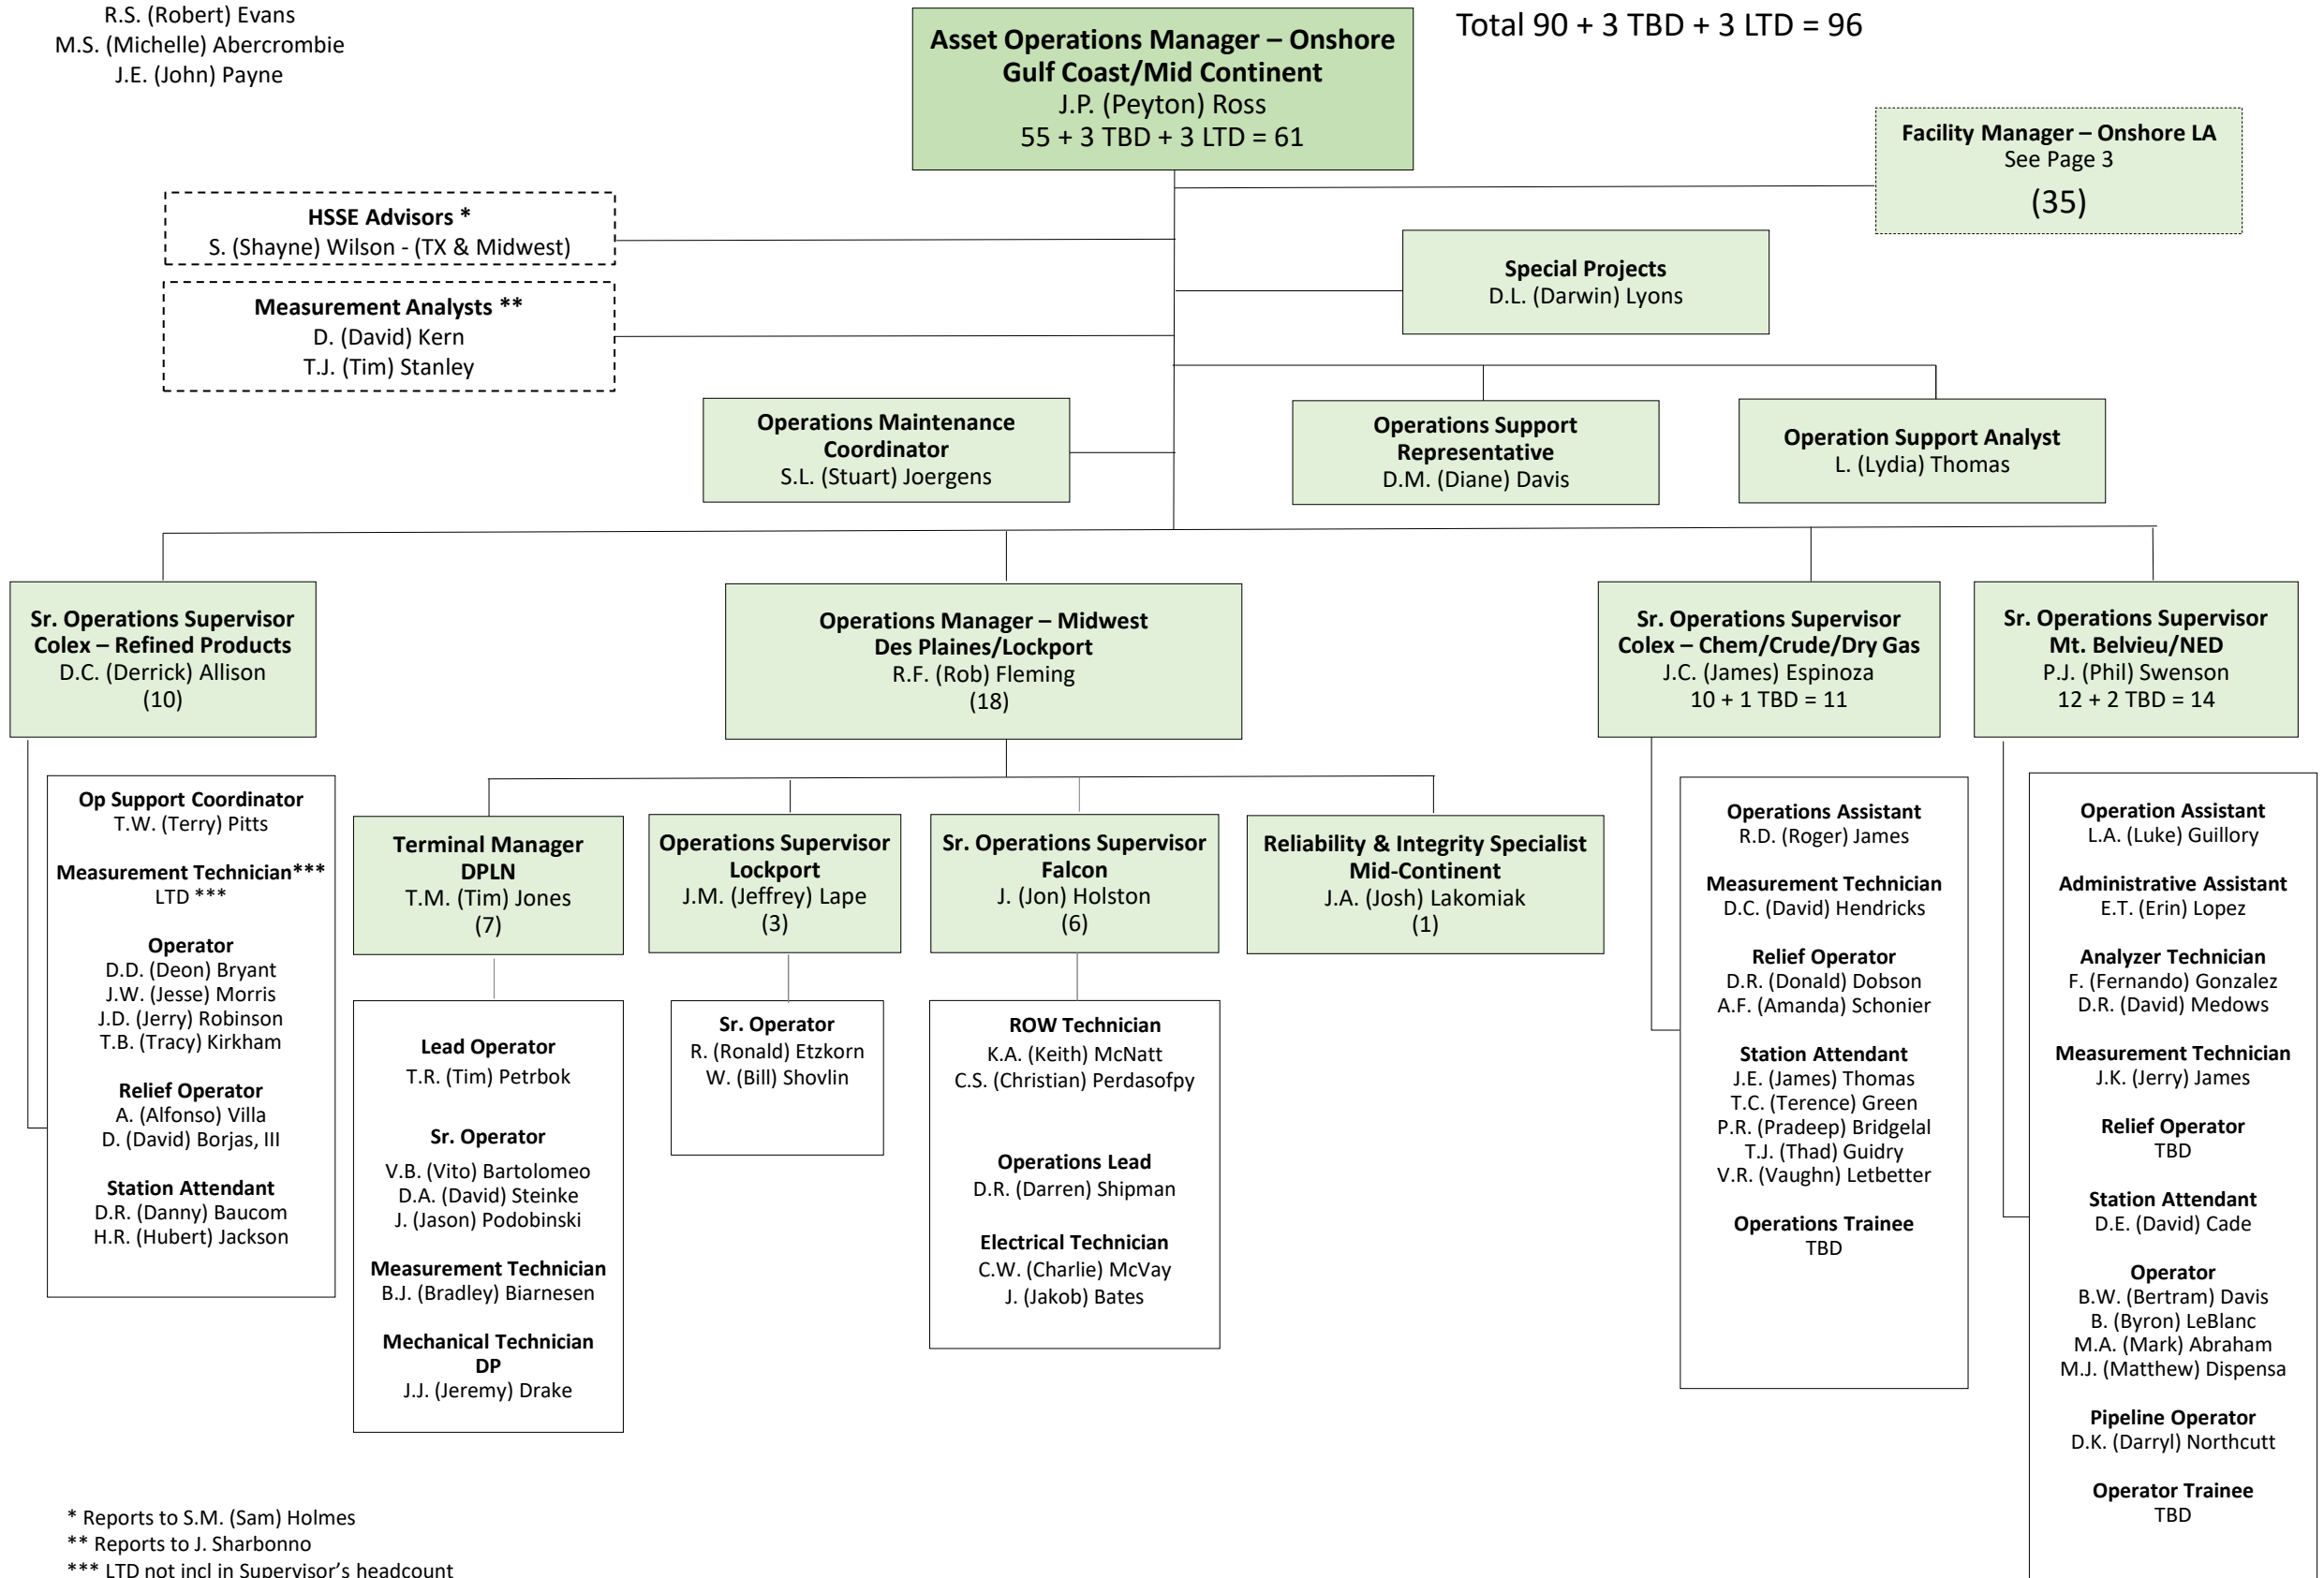 R.S. (Robert) Evans
M.S. (Michelle) Abercrombie
J.E. (John) Payne
Asset Operations Manager – Onshore
Gulf Coast/Mid Continent
J.P. (Peyton) Ross
55 + 3 TBD + 3 LTD = 61
Total 90 + 3 TBD + 3 LTD = 96
Facility Manager – Onshore LA
See Page 3
(35)
HSSE Advisors *
S. (Shayne) Wilson - (TX & Midwest)
Measurement Analysts **
D. (David) Kern
T.J. (Tim) Stanley
Special Projects
D.L. (Darwin) Lyons
Operations Maintenance
Coordinator
S.L. (Stuart) Joergens
Operations Support
Representative
D.M. (Diane) Davis
Operation Support Analyst
L. (Lydia) Thomas
Sr. Operations Supervisor
Colex – Refined Products
D.C. (Derrick) Allison
(10)
Operations Manager – Midwest
Des Plaines/Lockport
R.F. (Rob) Fleming
(18)
Sr. Operations Supervisor
Colex – Chem/Crude/Dry Gas
J.C. (James) Espinoza
10 + 1 TBD = 11
Sr. Operations Supervisor
Mt. Belvieu/NED
P.J. (Phil) Swenson
12 + 2 TBD = 14
Op Support Coordinator
T.W. (Terry) Pitts
Measurement Technician***
LTD ***
Operator
D.D. (Deon) Bryant
J.W. (Jesse) Morris
J.D. (Jerry) Robinson
T.B. (Tracy) Kirkham
Relief Operator
A. (Alfonso) Villa
D. (David) Borjas, III
Station Attendant
D.R. (Danny) Baucom
H.R. (Hubert) Jackson
Terminal Manager
DPLN
T.M. (Tim) Jones
(7)
Lead Operator
T.R. (Tim) Petrbok
Sr. Operator
V.B. (Vito) Bartolomeo
D.A. (David) Steinke
J. (Jason) Podobinski
Measurement Technician
B.J. (Bradley) Biarnesen
Mechanical Technician
DP
J.J. (Jeremy) Drake
Operations Supervisor
Lockport
J.M. (Jeffrey) Lape
(3)
Sr. Operator
R. (Ronald) Etzkorn
W. (Bill) Shovlin
Sr. Operations Supervisor
Falcon
J. (Jon) Holston
(6)
ROW Technician
K.A. (Keith) McNatt
C.S. (Christian) Perdasofpy
Operations Lead
D.R. (Darren) Shipman
Electrical Technician
C.W. (Charlie) McVay
J. (Jakob) Bates
Reliability & Integrity Specialist
Mid-Continent
J.A. (Josh) Lakomiak
(1)
Operations Assistant
R.D. (Roger) James
Measurement Technician
D.C. (David) Hendricks
Relief Operator
D.R. (Donald) Dobson
A.F. (Amanda) Schonier
Station Attendant
J.E. (James) Thomas
T.C. (Terence) Green
P.R. (Pradeep) Bridgelal
T.J. (Thad) Guidry
V.R. (Vaughn) Letbetter
Operations Trainee
TBD
Operation Assistant
L.A. (Luke) Guillory
Administrative Assistant
E.T. (Erin) Lopez
Analyzer Technician
F. (Fernando) Gonzalez
D.R. (David) Medows
Measurement Technician
J.K. (Jerry) James
Relief Operator
TBD
Station Attendant
D.E. (David) Cade
Operator
B.W. (Bertram) Davis
B. (Byron) LeBlanc
M.A. (Mark) Abraham
M.J. (Matthew) Dispensa
Pipeline Operator
D.K. (Darryl) Northcutt
Operator Trainee
TBD
* Reports to S.M. (Sam) Holmes
** Reports to J. Sharbonno
*** LTD not incl in Supervisor's headcount